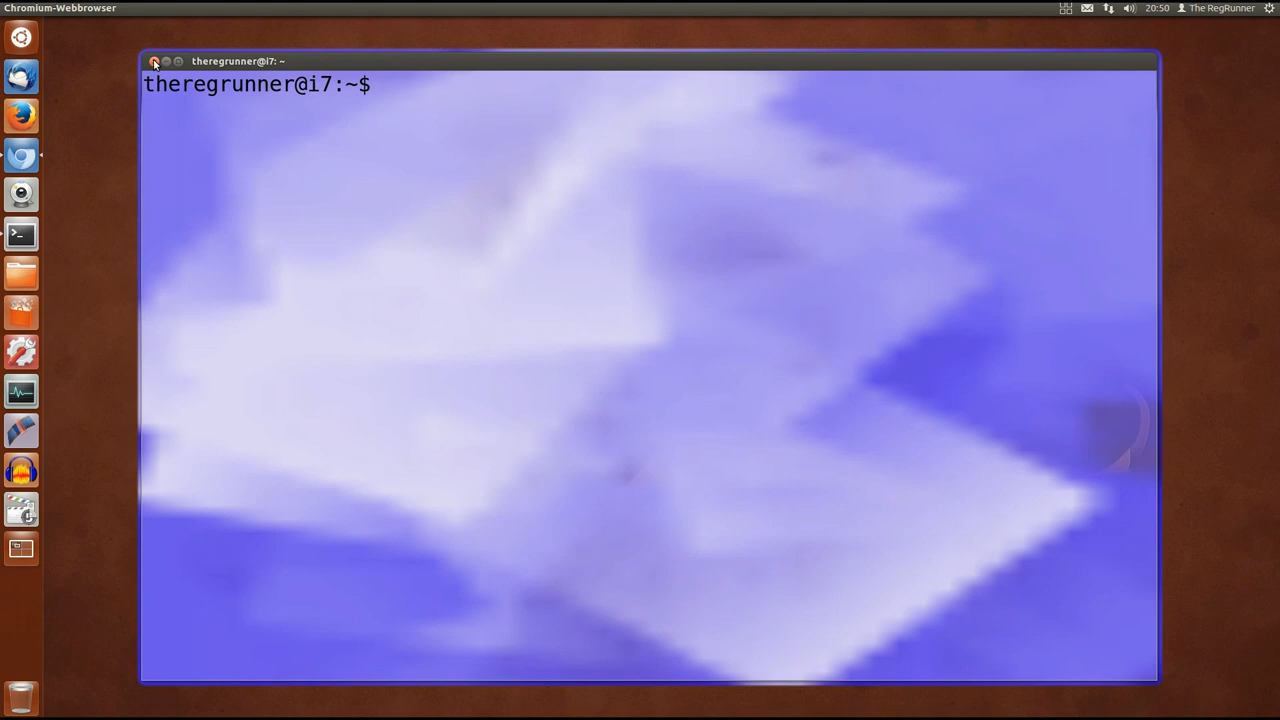 Chromium-Webbrowser
20:50
The RegRunner
theregrunner@i7: ~
theregrunner@i7:~$